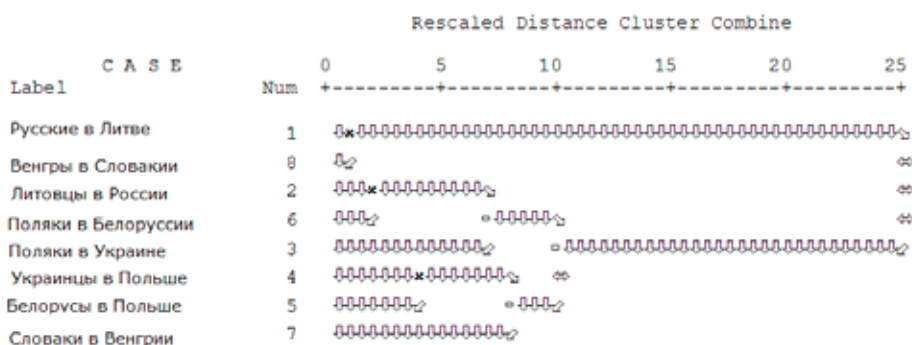 Rescaled Distance Cluster Combine
C A S E 0 5 10 15 20 25
Label Num +---------+---------+---------+---------+---------+
Русские в Литве 1
Венгры в Словакии 8
Литовцы в России 2
Поляки в Белоруссии 6
Поляки в Украине 3
Украинцы в Польше 4
Белорусы в Польше 5
Словаки в Венгрии 7